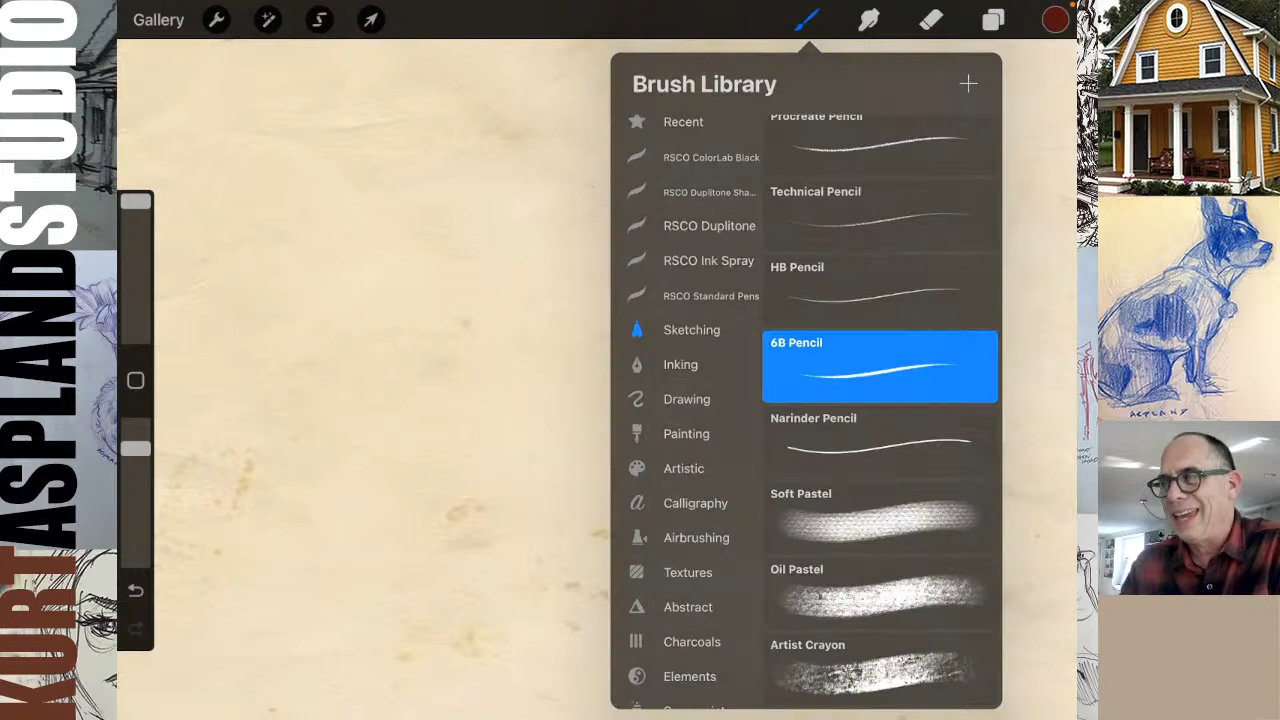 KURT ASPLAND STUDIO
Gallery
Brush Library
Recent
RSCO ColorLab Black
RSCO Duplitone Sha...
RSCO Duplitone
RSCO Ink Spray
RSCO Standard Pens
Sketching
Inking
Drawing
Painting
Artistic
Calligraphy
Airbrushing
Textures
Abstract
Charcoals
Elements
Procreate Pencil
Technical Pencil
HB Pencil
6B Pencil
Narinder Pencil
Soft Pastel
Oil Pastel
Artist Crayon
ASPLAND